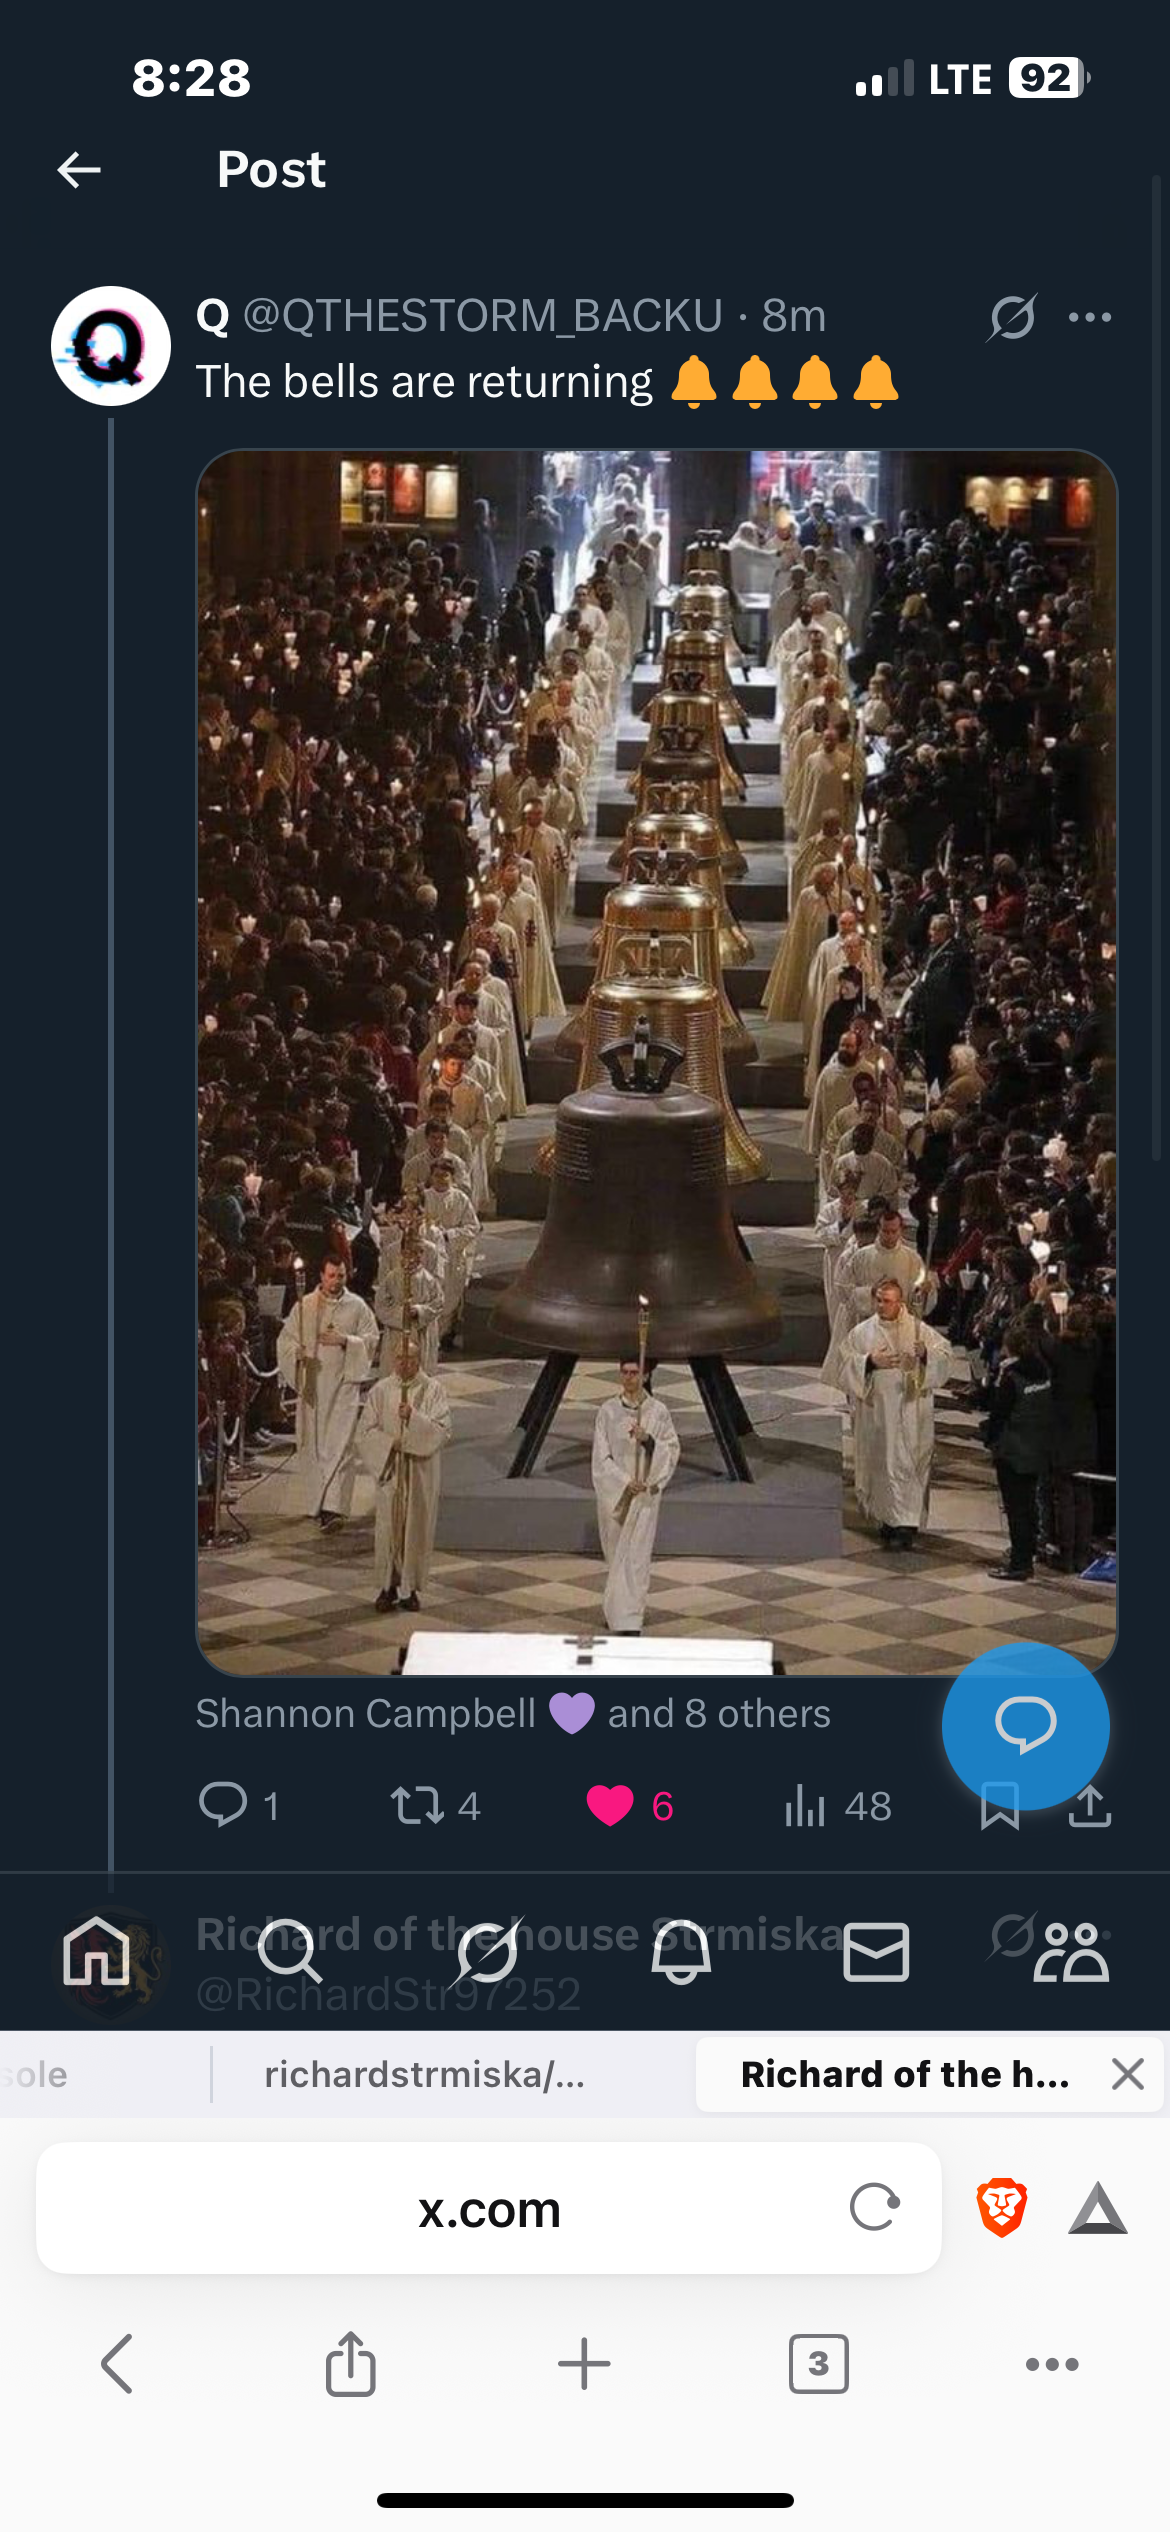 8:28 LTE 92
Post
Q @QTHESTORM_BACKU · 8m
The bells are returning 🔔🔔🔔🔔
Shannon Campbell 💜 and 8 others
1 4 6 48
Richard of the house Strmiska
@RichardStr97252
sole richardstrmiska/... Richard of the h...
x.com
3